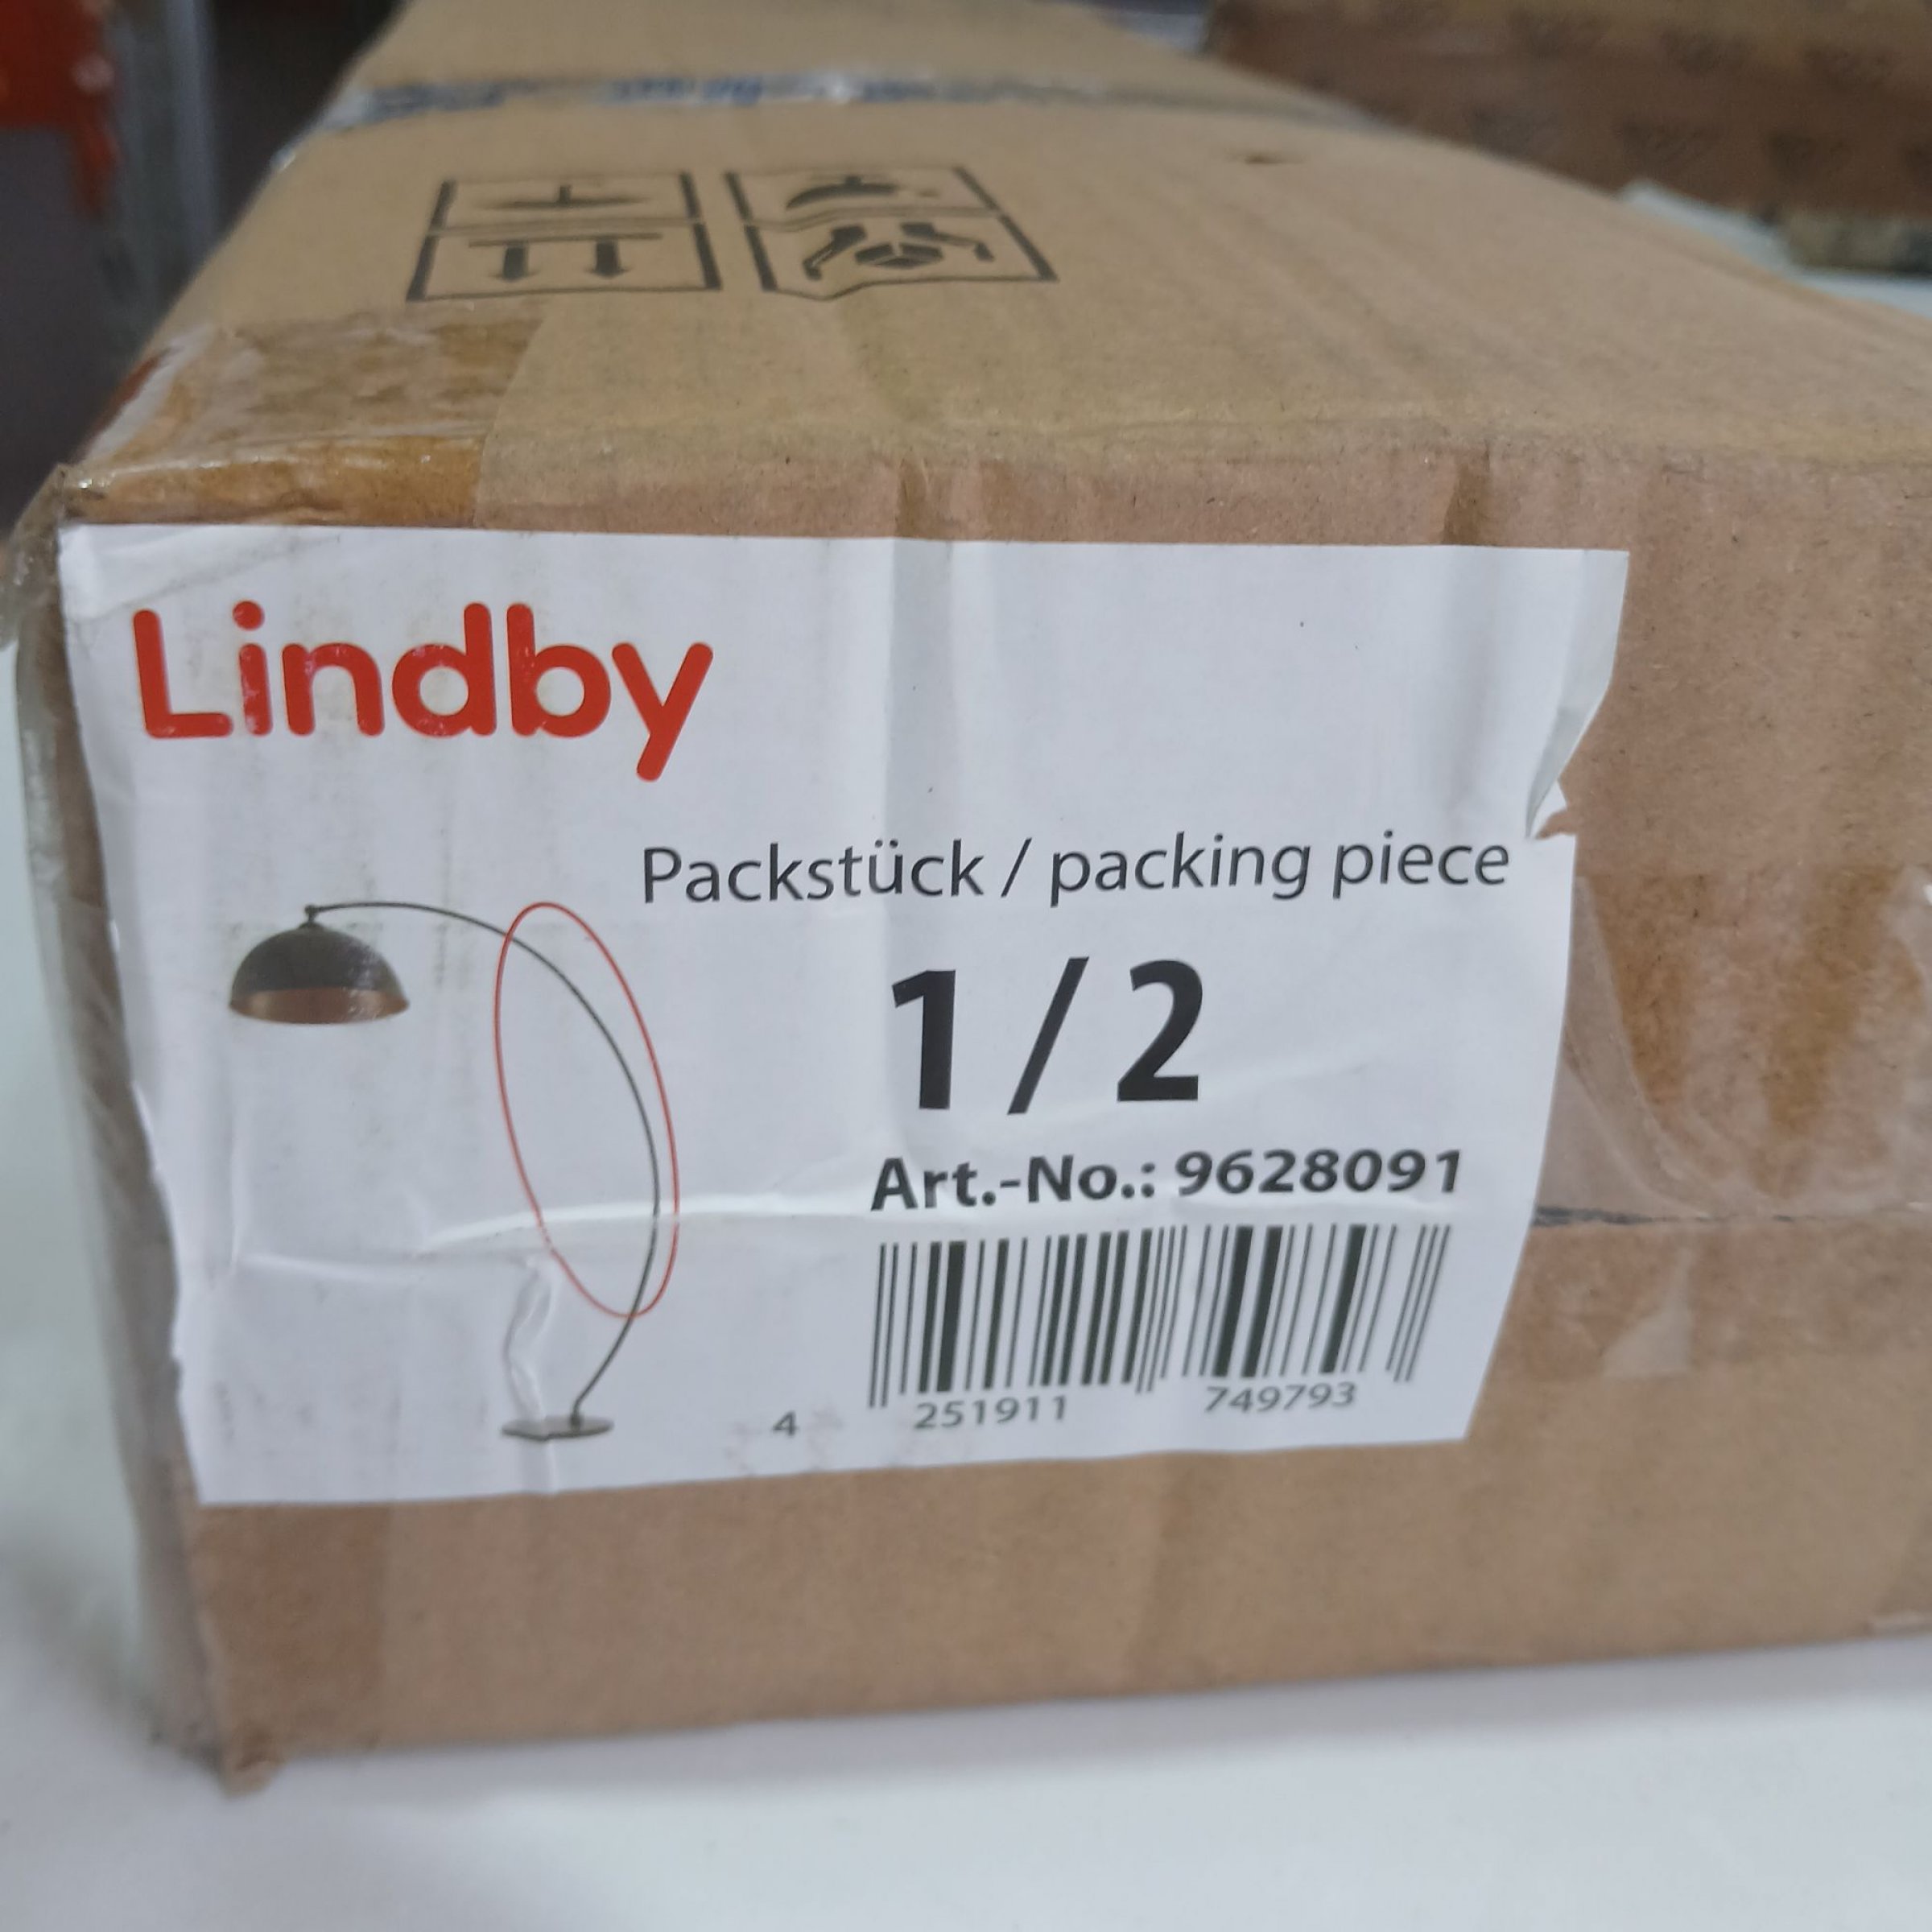 Lindby
Packstück / packing piece
1 / 2
Art.-No.: 9628091
4 251911 749793